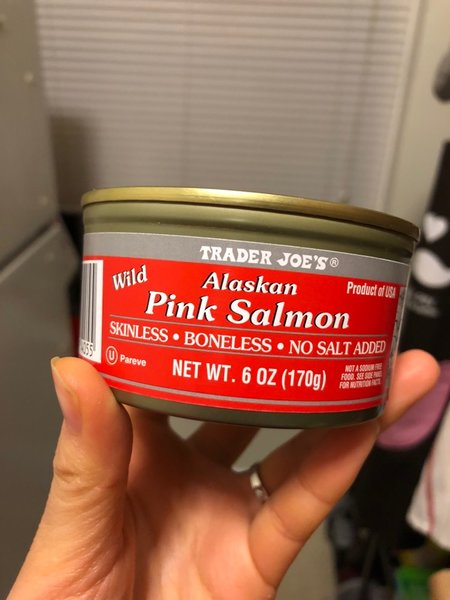 TRADER JOE'S®
Wild
Alaskan
Product of USA
Pink Salmon
SKINLESS • BONELESS • NO SALT ADDED
U Pareve
NET WT. 6 OZ (170g)
NOT A SODIUM FREE
FOOD. SEE SIDE PANEL
FOR NUTRITION FACTS.